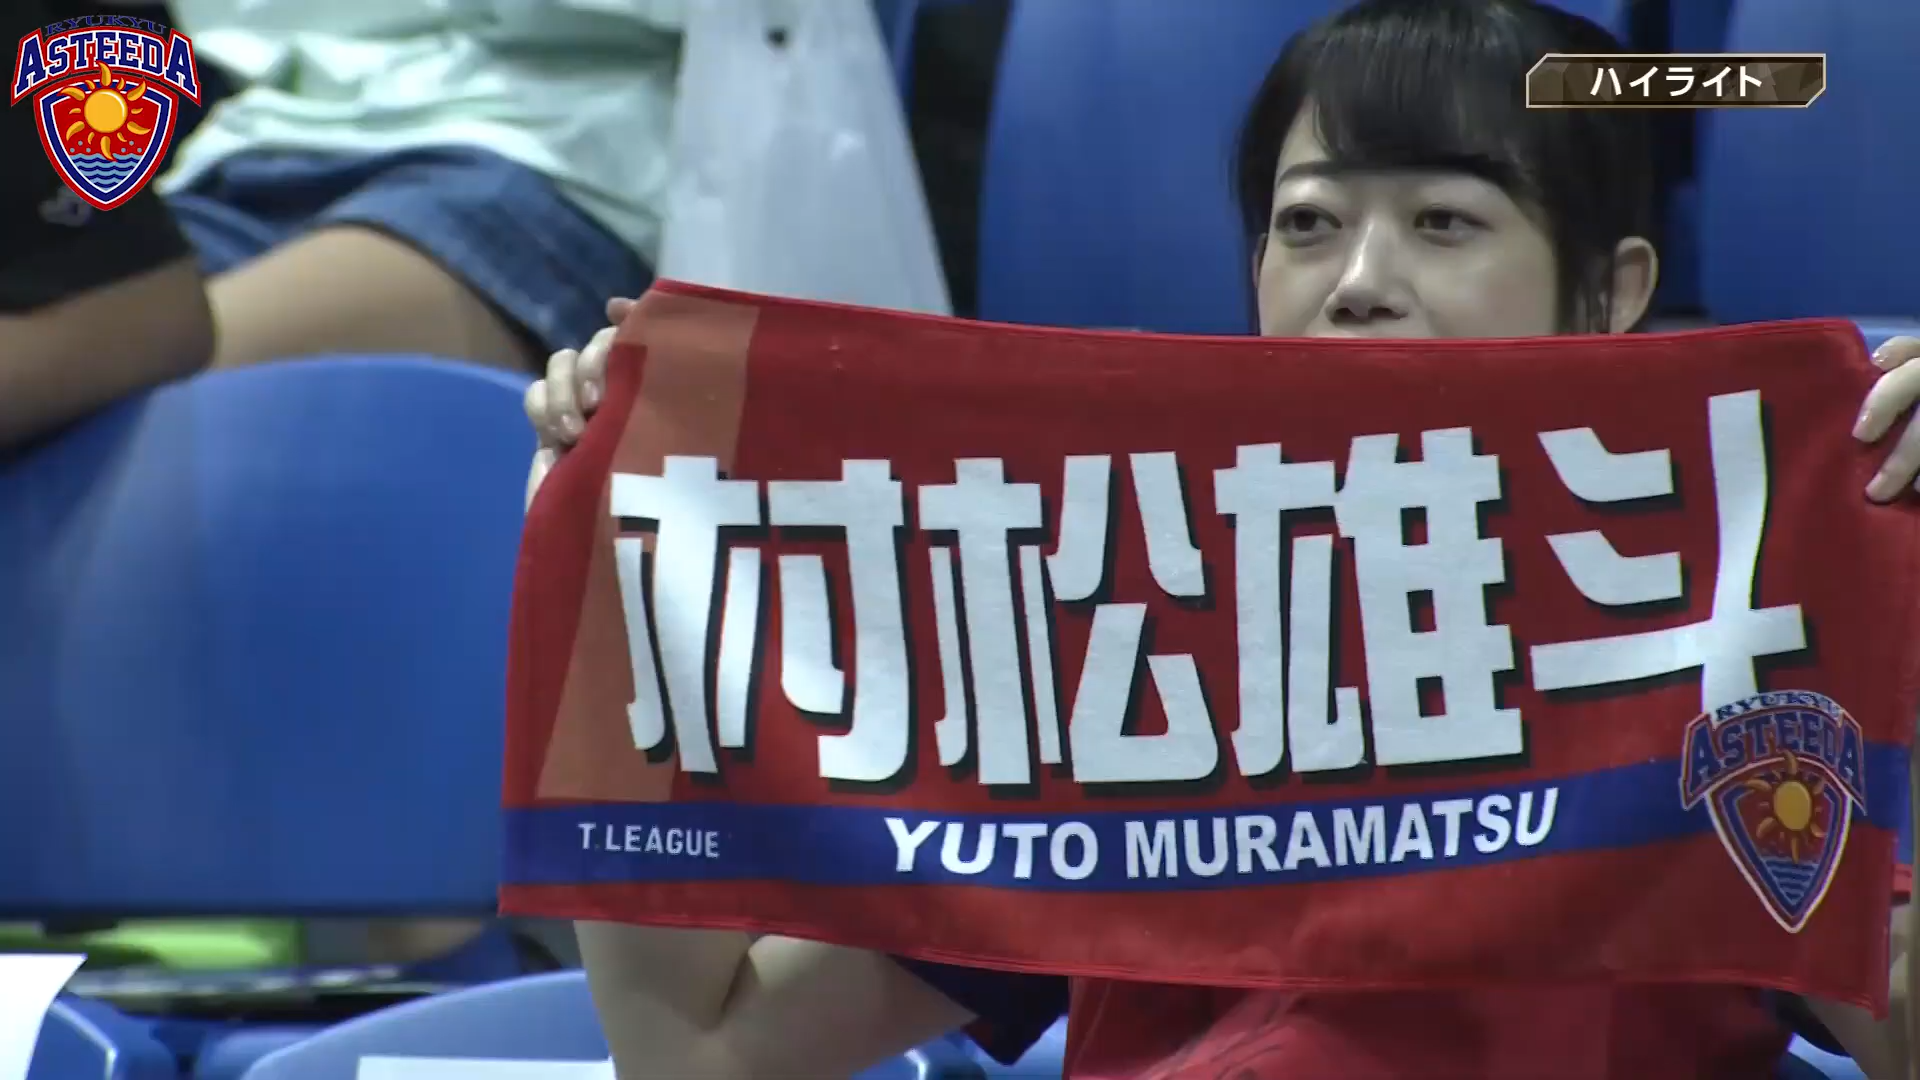 RYUKYU
ASTEEDA
ハイライト
村松雄斗
T.LEAGUE
YUTO MURAMATSU
RYUKYU
ASTEEDA